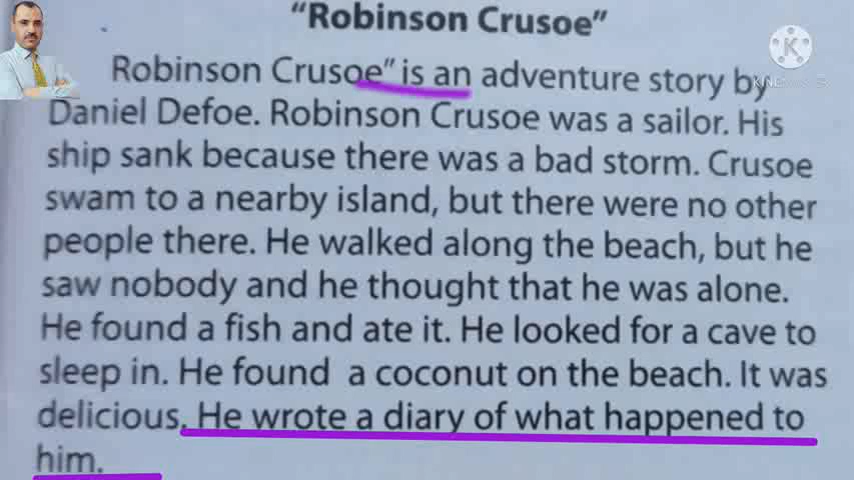 “Robinson Crusoe”
Robinson Crusoe” is an adventure story by
Daniel Defoe. Robinson Crusoe was a sailor. His
ship sank because there was a bad storm. Crusoe
swam to a nearby island, but there were no other
people there. He walked along the beach, but he
saw nobody and he thought that he was alone.
He found a fish and ate it. He looked for a cave to
sleep in. He found a coconut on the beach. It was
delicious. He wrote a diary of what happened to
him.
K